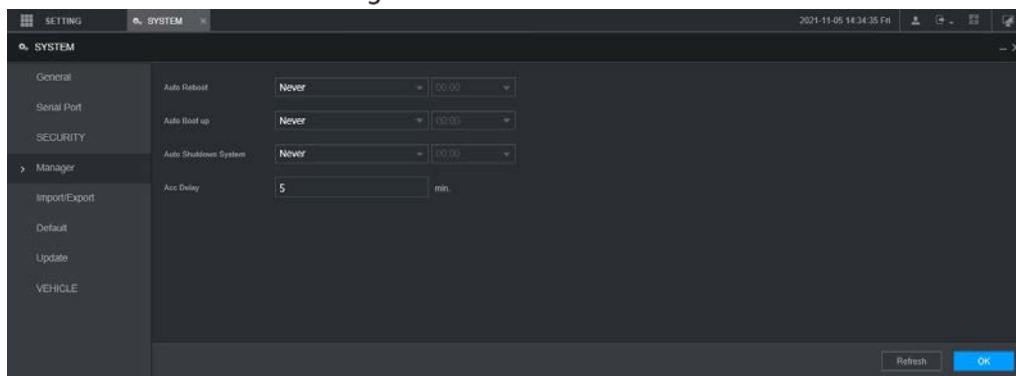 SETTING
SYSTEM ×
2021-11-05 14:34:35 Fri
SYSTEM
General
Serial Port
SECURITY
Manager
Import/Export
Default
Update
VEHICLE
Auto Reboot Never 00:00
Auto Boot up Never 00:00
Auto Shutdown System Never 00:00
Acc Delay 5 min.
Refresh OK